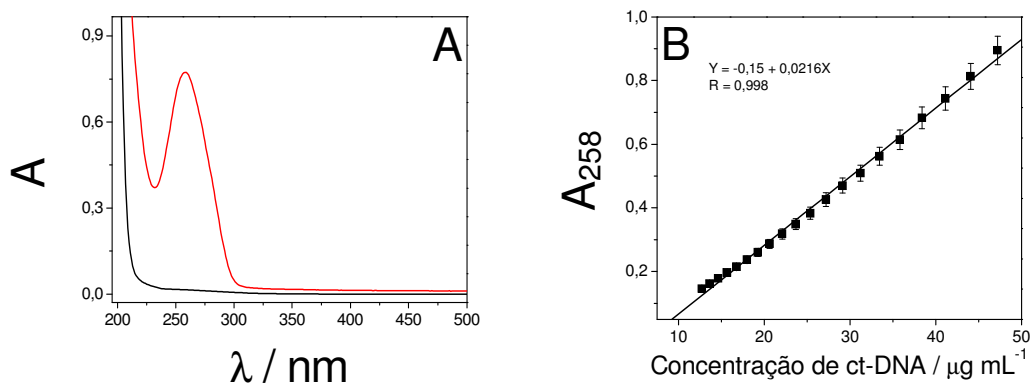 A
0,9
0,6
0,3
0,0
A
200 250 300 350 400 450 500
λ / nm
B
Y = -0,15 + 0,0216X
R = 0,998
1,0
0,8
0,6
0,4
0,2
A258
10 20 30 40 50
Concentração de ct-DNA / μg mL⁻¹